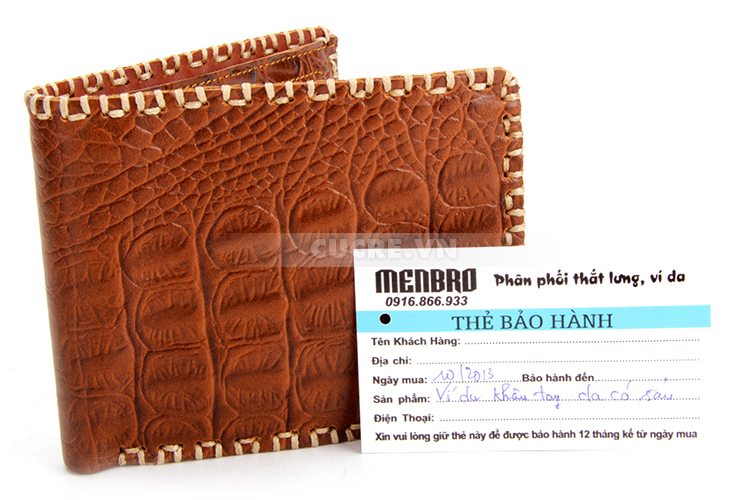 CUCRE.VN
MENBRO Phân phối thắt lưng, ví da
0916.866.933
THẺ BẢO HÀNH
Tên Khách Hàng:
Địa chỉ:
Ngày mua: 10/2013 Bảo hành đến
Sản phẩm: Ví da khâu tay da cá sấu
Điện Thoại:
Xin vui lòng giữ thẻ này để được bảo hành 12 tháng kể từ ngày mua